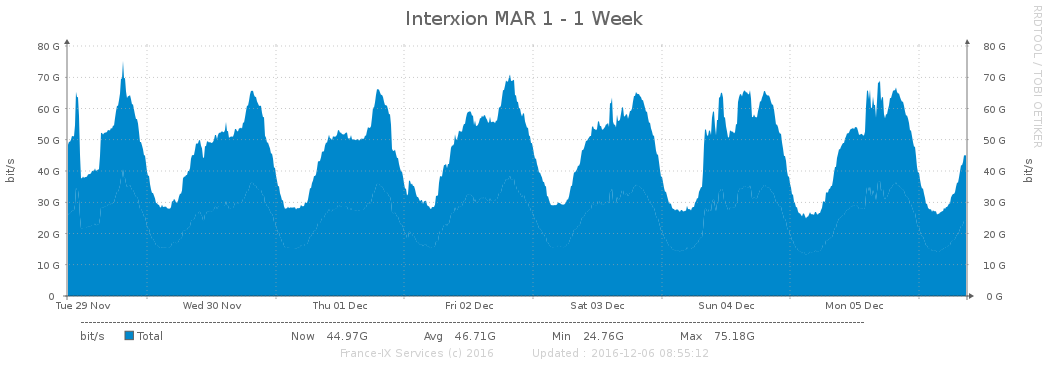 Interxion MAR 1 - 1 Week
RRDTOOL / TOBI OETIKER
bit/s
bit/s
80 G 80 G
70 G 70 G
60 G 60 G
50 G 50 G
40 G 40 G
30 G 30 G
20 G 20 G
10 G 10 G
0 0 G
Tue 29 Nov Wed 30 Nov Thu 01 Dec Fri 02 Dec Sat 03 Dec Sun 04 Dec Mon 05 Dec
bit/s Total Now 44.97G Avg 46.71G Min 24.76G Max 75.18G
France-IX Services (c) 2016 Updated : 2016-12-06 08:55:12